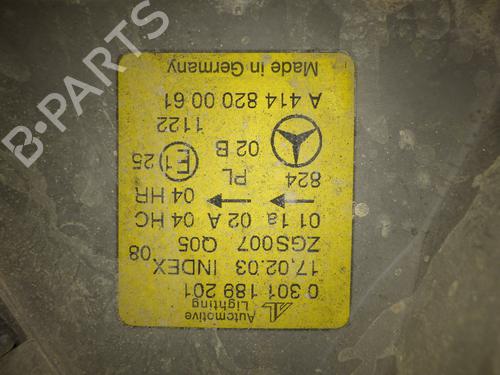 Automotive
Lighting
0 301 189 201
17,02.03 INDEX '08
ZGS007 Q05
01 1a 02 A 04 HC
04 HR
824 PL
02 B
E1 25
1122
A 414 820 00 61
Made in Germany
B-Parts